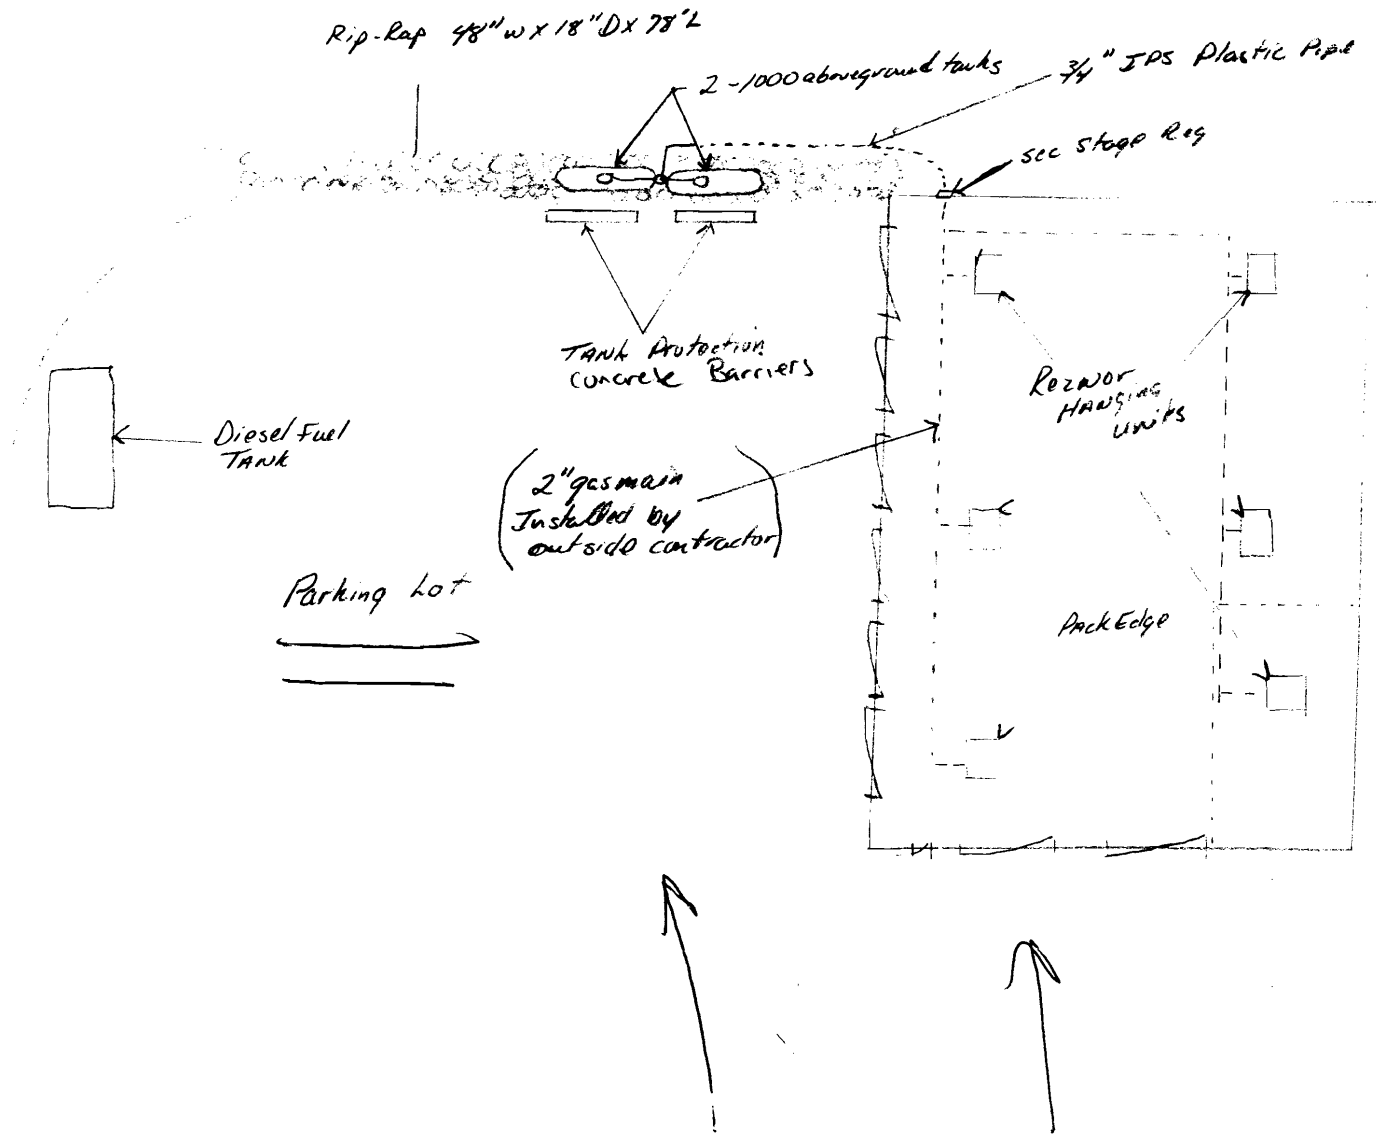 Rip-Rap 48" w x 18" D x 78' L
2 -1000 aboveground tanks
3/4" IPS Plastic Pipe
sec stage Reg
TANK Protection
concrete Barriers
Reznor
HANGING
units
Diesel Fuel
TANK
2" gas main
Installed by
outside contractor
Parking Lot
PackEdge